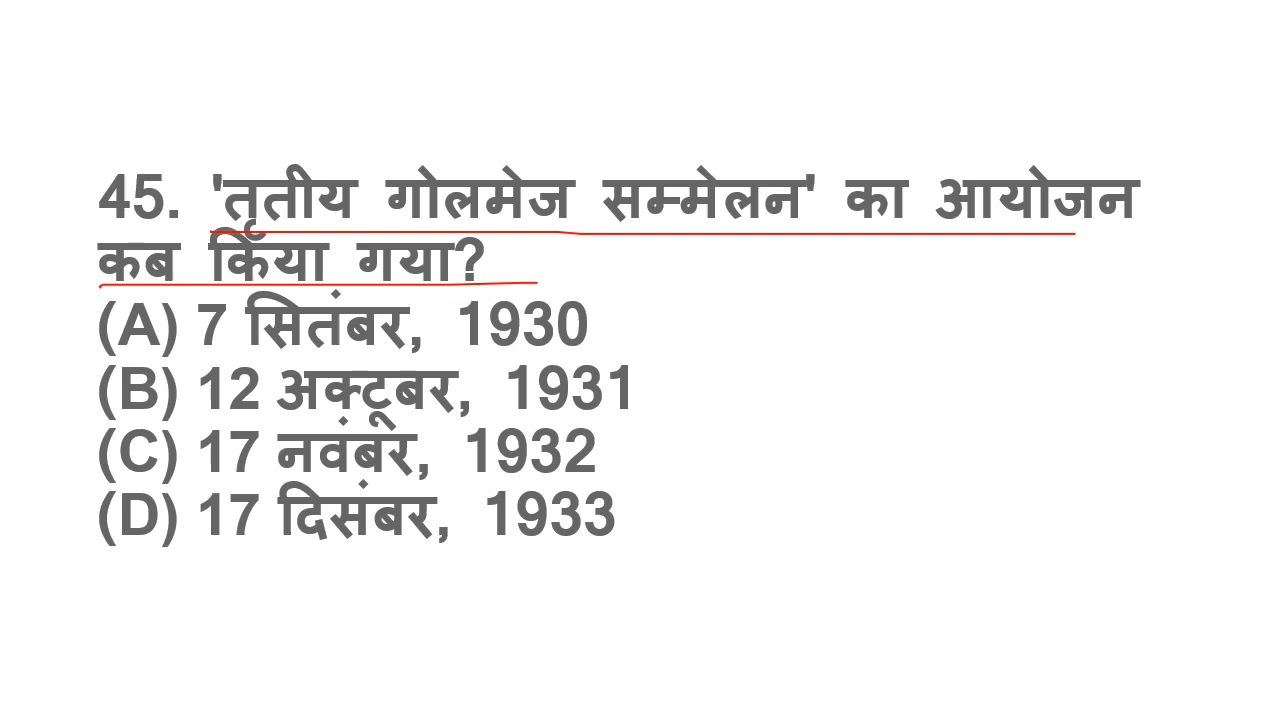 45. 'तृतीय गोलमेज सम्मेलन' का आयोजन
कब किया गया?
(A) 7 सितंबर, 1930
(B) 12 अक्टूबर, 1931
(C) 17 नवंबर, 1932
(D) 17 दिसंबर, 1933